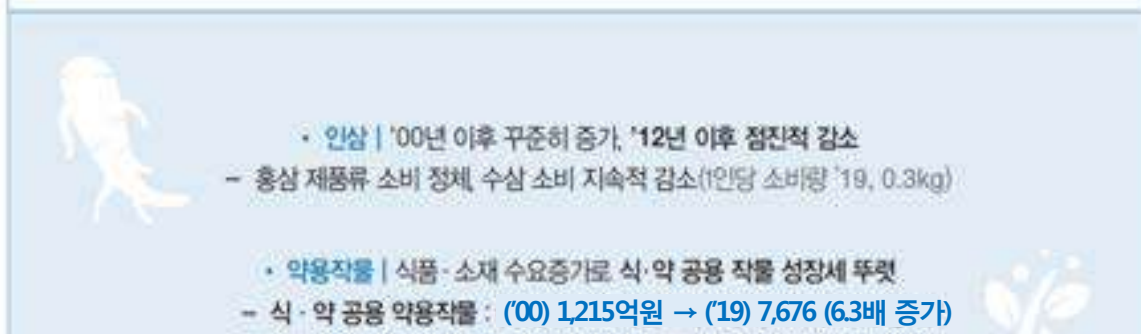 • 인삼 | '00년 이후 꾸준히 증가, '12년 이후 점진적 감소
- 홍삼 제품류 소비 정체, 수삼 소비 지속적 감소(1인당 소비량 '19, 0.3kg)
• 약용작물 | 식품·소재 수요증가로 식·약 공용 작물 성장세 뚜렷
- 식·약 공용 약용작물 : ('00) 1,215억원 → ('19) 7,676 (6.3배 증가)